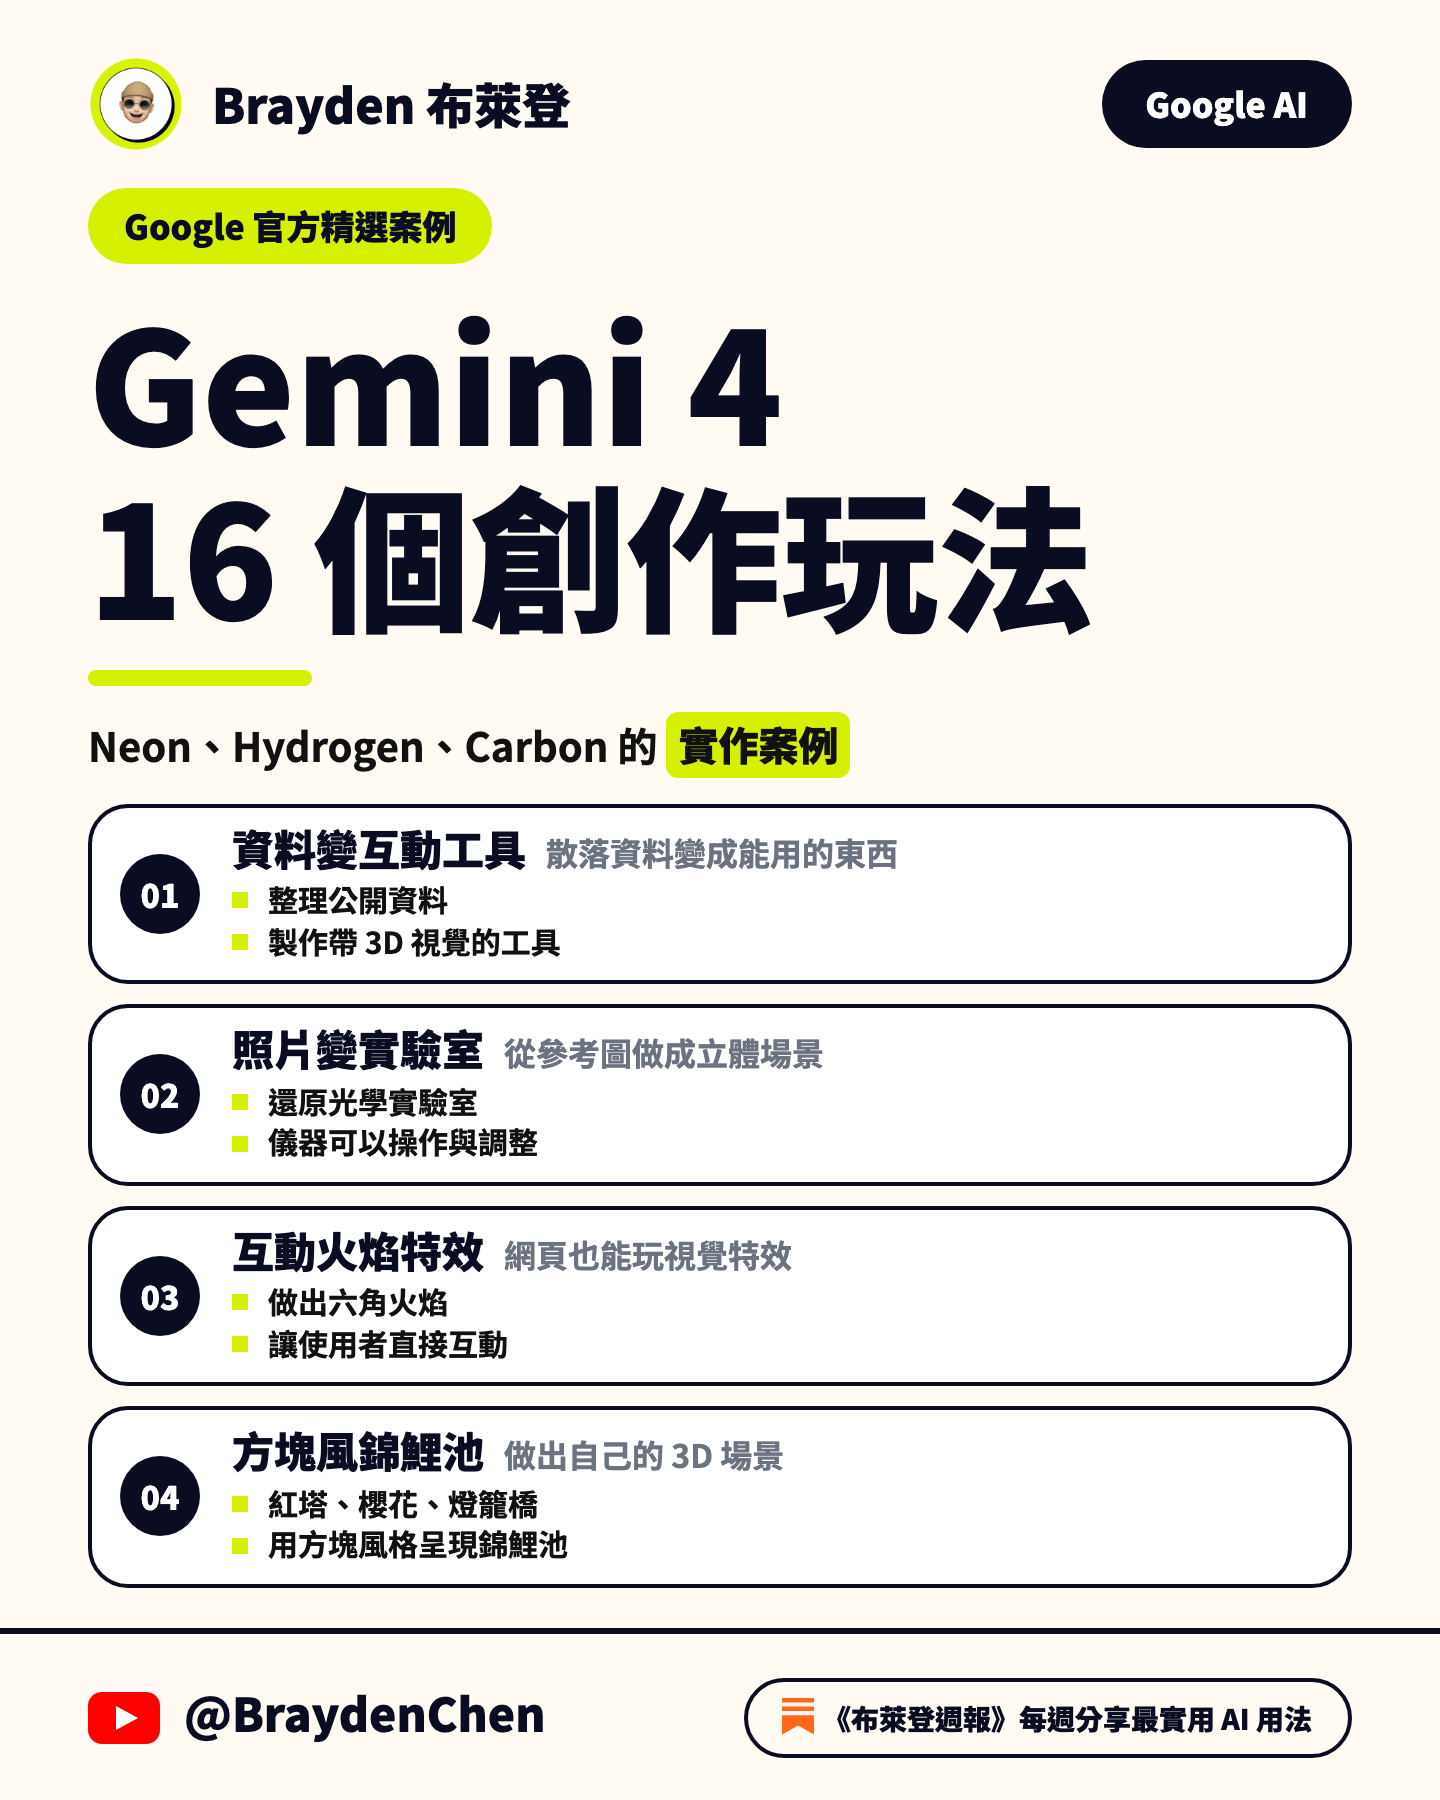 Brayden 布萊登
Google AI
Google 官方精選案例
Gemini 4
16 個創作玩法
Neon、Hydrogen、Carbon 的 實作案例
01
資料變互動工具 散落資料變成能用的東西
整理公開資料
製作帶 3D 視覺的工具
02
照片變實驗室 從參考圖做成立體場景
還原光學實驗室
儀器可以操作與調整
03
互動火焰特效 網頁也能玩視覺特效
做出六角火焰
讓使用者直接互動
04
方塊風錦鯉池 做出自己的 3D 場景
紅塔、櫻花、燈籠橋
用方塊風格呈現錦鯉池
@BraydenChen
《布萊登週報》每週分享最實用 AI 用法